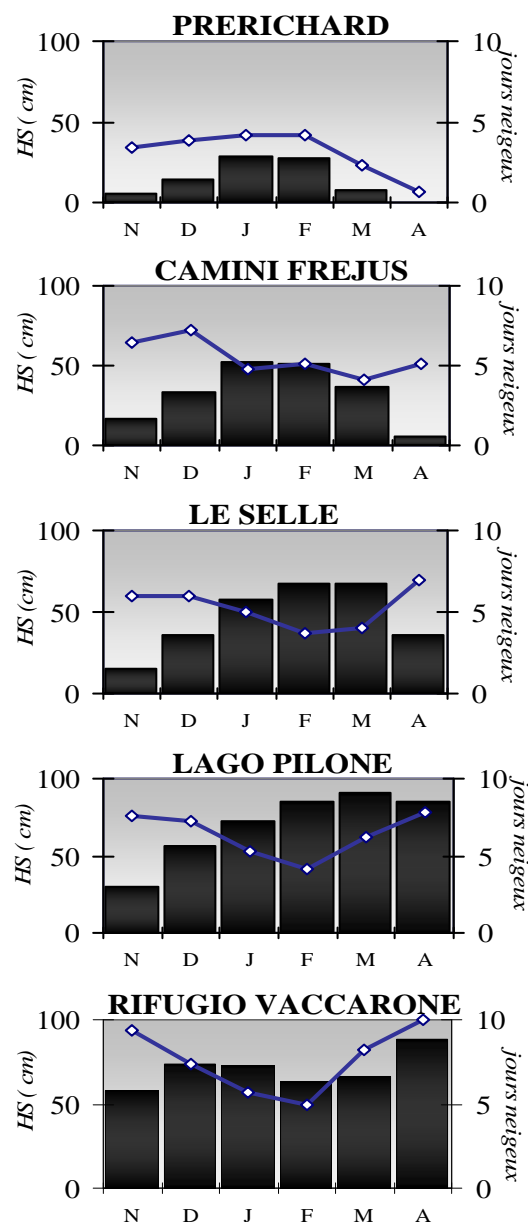 PRERICHARD
100 10
HS ( cm)
50 5
jours neigeux
0 0
N D J F M A
CAMINI FREJUS
100 10
HS ( cm)
50 5
jours neigeux
0 0
N D J F M A
LE SELLE
100 10
HS (cm)
50 5
jours neigeux
0 0
N D J F M A
LAGO PILONE
100 10
HS ( cm)
50 5
jours neigeux
0 0
N D J F M A
RIFUGIO VACCARONE
100 10
HS ( cm)
50 5
jours neigeux
0 0
N D J F M A